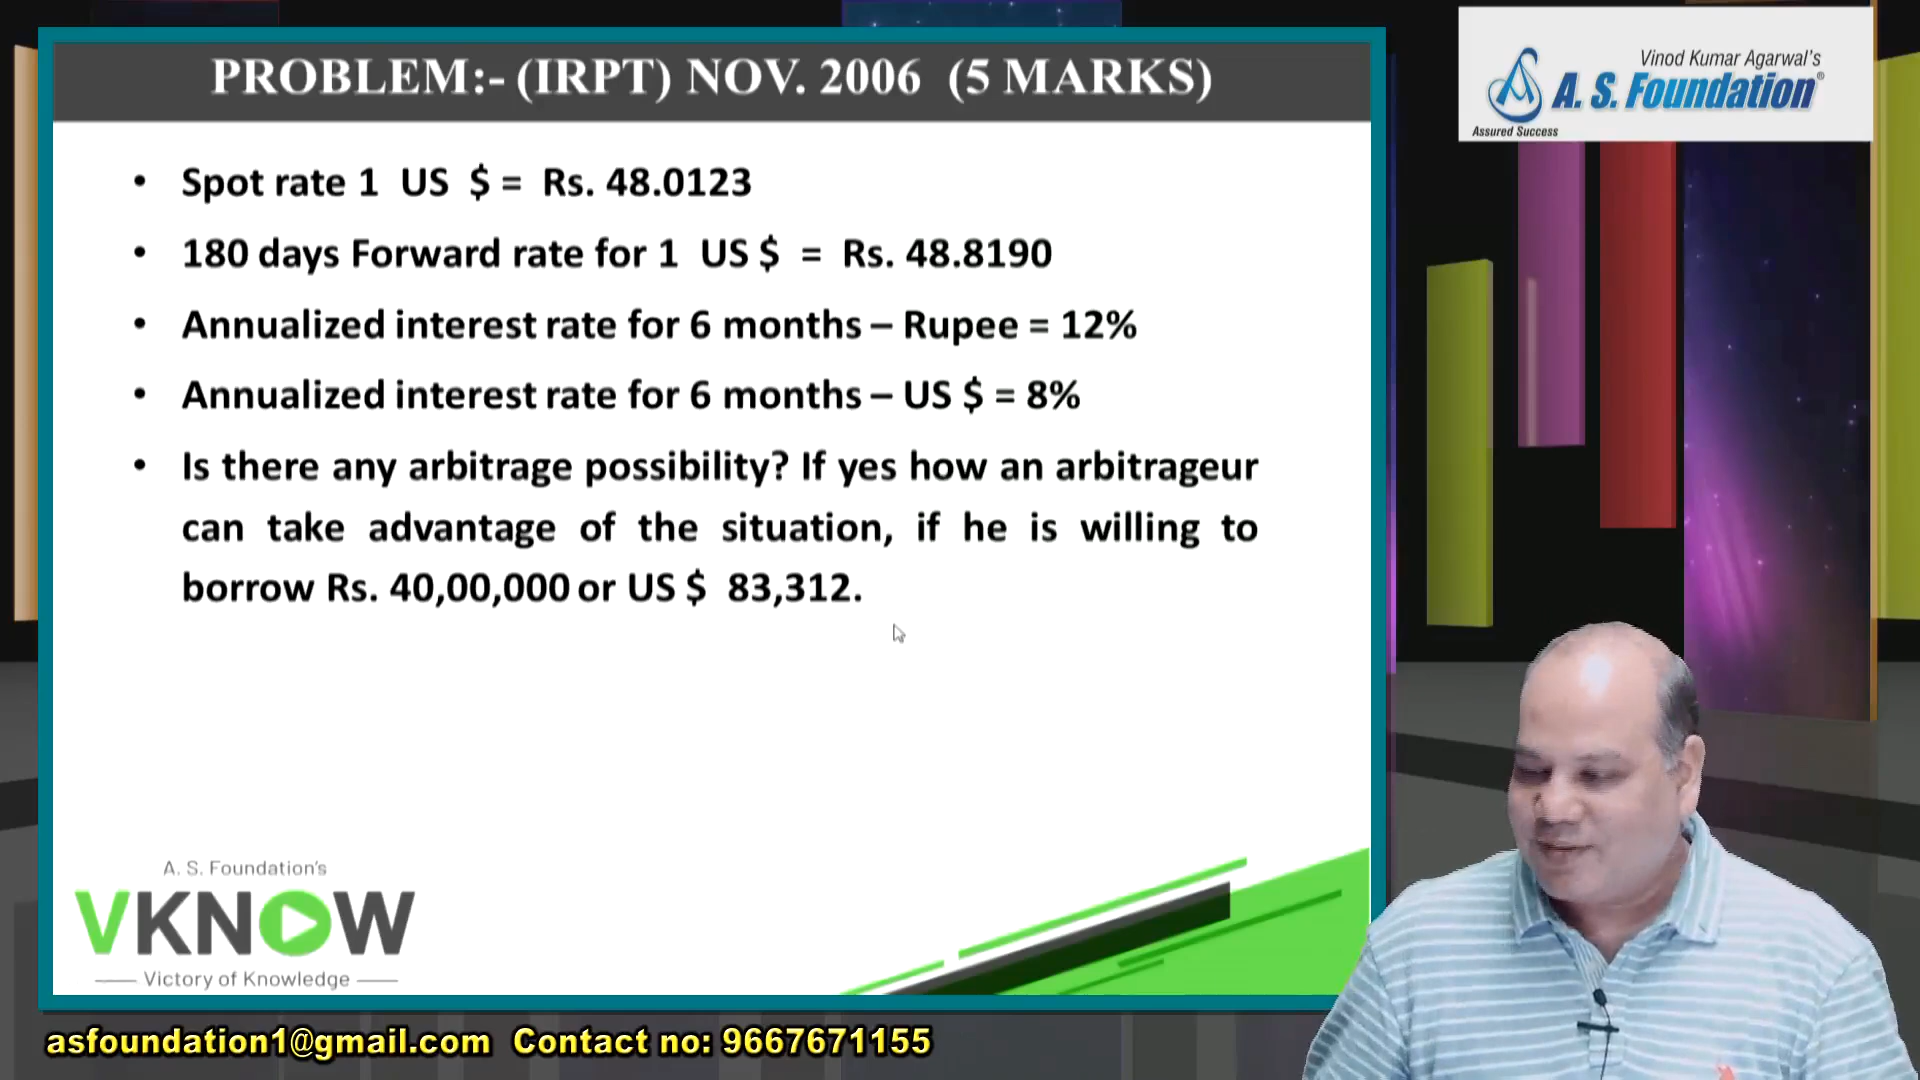 PROBLEM:- (IRPT) NOV. 2006 (5 MARKS)
• Spot rate 1 US $ = Rs. 48.0123
• 180 days Forward rate for 1 US $ = Rs. 48.8190
• Annualized interest rate for 6 months – Rupee = 12%
• Annualized interest rate for 6 months – US $ = 8%
• Is there any arbitrage possibility? If yes how an arbitrageur
can take advantage of the situation, if he is willing to
borrow Rs. 40,00,000 or US $ 83,312.
Vinod Kumar Agarwal's
A. S. Foundation®
Assured Success
A. S. Foundation's
VKNOW
Victory of Knowledge
asfoundation1@gmail.com Contact no: 9667671155